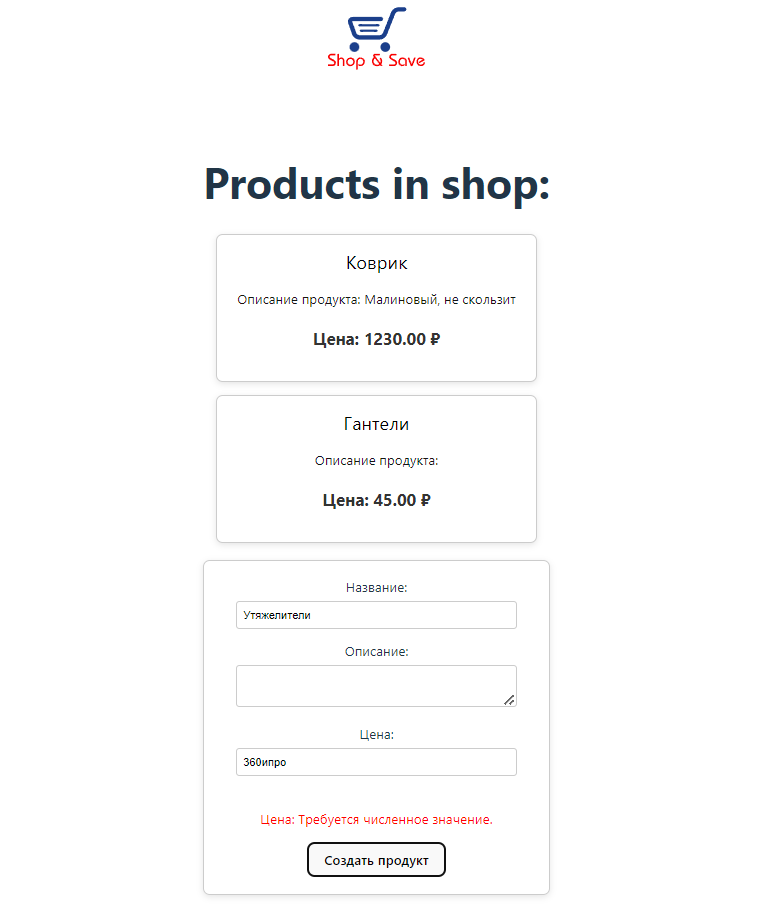 Shop & Save
Products in shop:
Коврик
Описание продукта: Малиновый, не скользит
Цена: 1230.00 ₽
Гантели
Описание продукта:
Цена: 45.00 ₽
Название:
Утяжелители
Описание:
Цена:
360ипро
Цена: Требуется численное значение.
Создать продукт